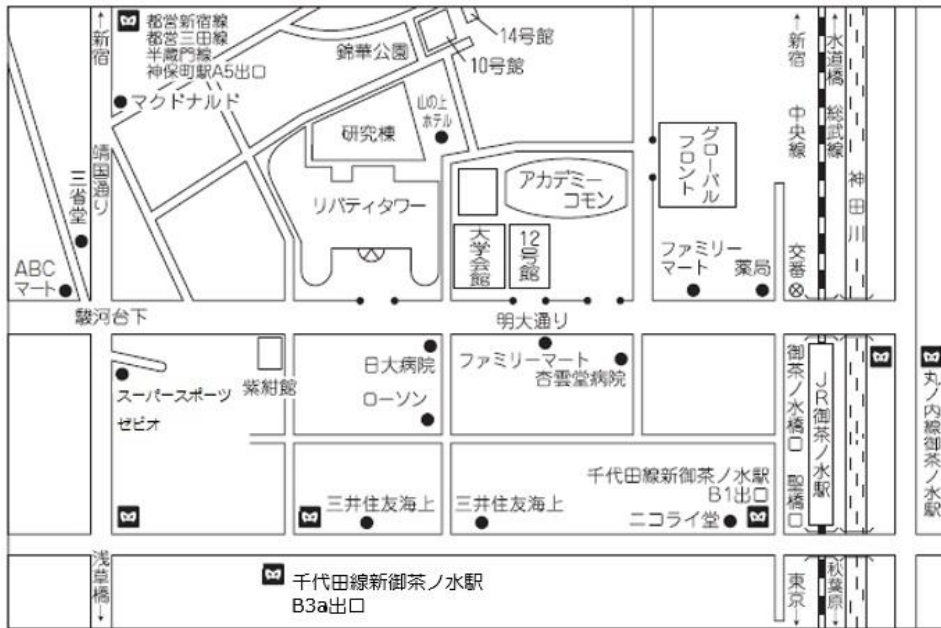 ←新宿
都営新宿線
都営三田線
半蔵門線
神保町駅A5出口
マクドナルド
靖国通り
三省堂
ABC
マート
駿河台下
錦華公園
14号館
10号館
山の上
ホテル
研究棟
リバティタワー
アカデミー
コモン
大学会館
12号館
グローバル
フロント
ファミリー
マート
薬局
交番
←新宿
中央線
←水道橋
総武線
神田川
明大通り
スーパースポーツ
ゼビオ
紫紺館
日大病院
ローソン
ファミリーマート
杏雲堂病院
御茶ノ水橋口
聖橋口
JR御茶ノ水駅
丸ノ内線御茶ノ水駅
三井住友海上
三井住友海上
千代田線新御茶ノ水駅
B1出口
ニコライ堂
浅草橋→
千代田線新御茶ノ水駅
B3a出口
東京→
秋葉原→